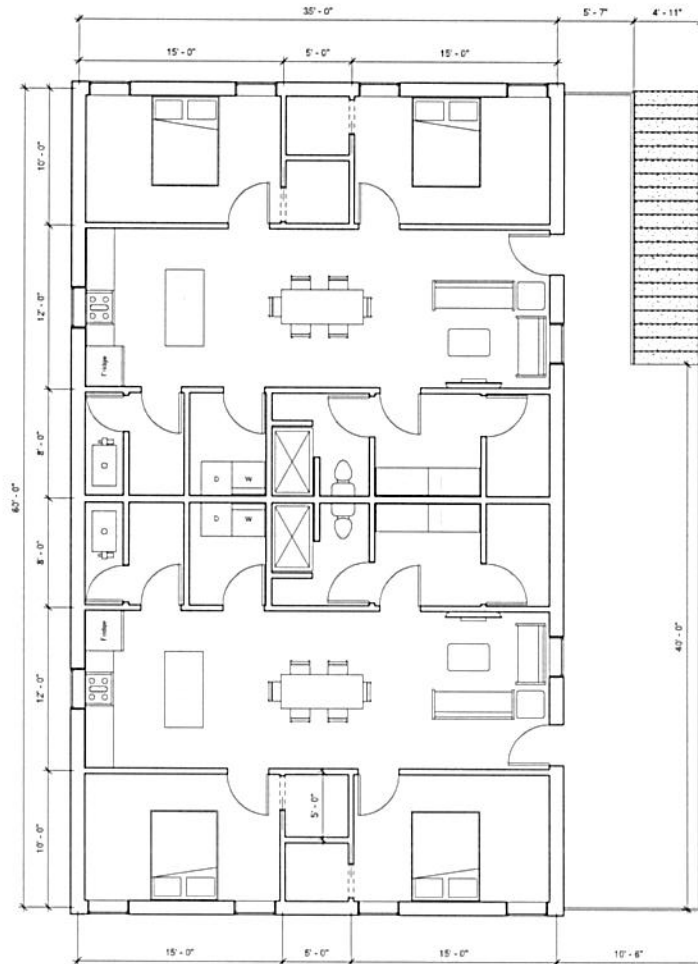 35' - 0"
5' - 7"
4' - 11"
15' - 0"
5' - 0"
15' - 0"
10' - 0"
12' - 0"
Fridge
8' - 0"
D
W
60' - 0"
D
W
8' - 0"
Fridge
12' - 0"
40' - 0"
5' - 0"
10' - 0"
15' - 0"
5' - 0"
15' - 0"
10' - 6"